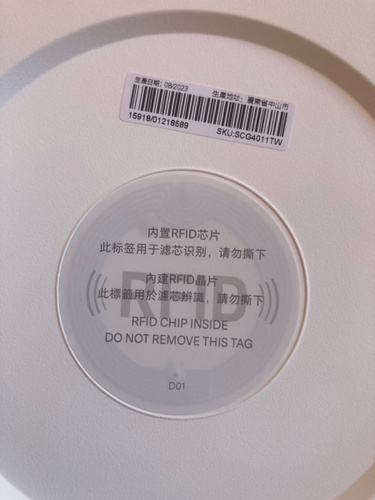 生產日期: 08/2023 生產地址: 廣東省中山市
15918/01218589 SKU:SCG4011TW
内置RFID芯片
此标签用于滤芯识别，请勿撕下
RFID
內建RFID晶片
此標籤用於濾芯辨識，請勿撕下
RFID CHIP INSIDE
DO NOT REMOVE THIS TAG
D01